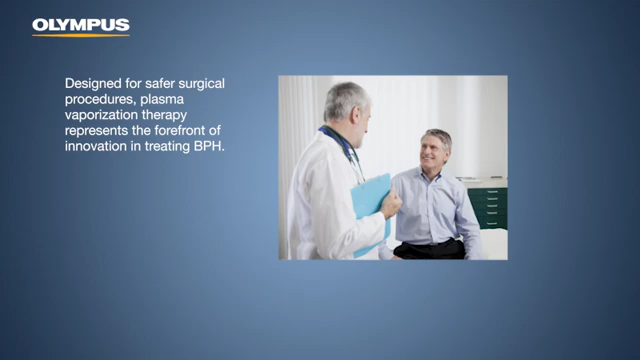 OLYMPUS
Designed for safer surgical
procedures, plasma
vaporization therapy
represents the forefront of
innovation in treating BPH.